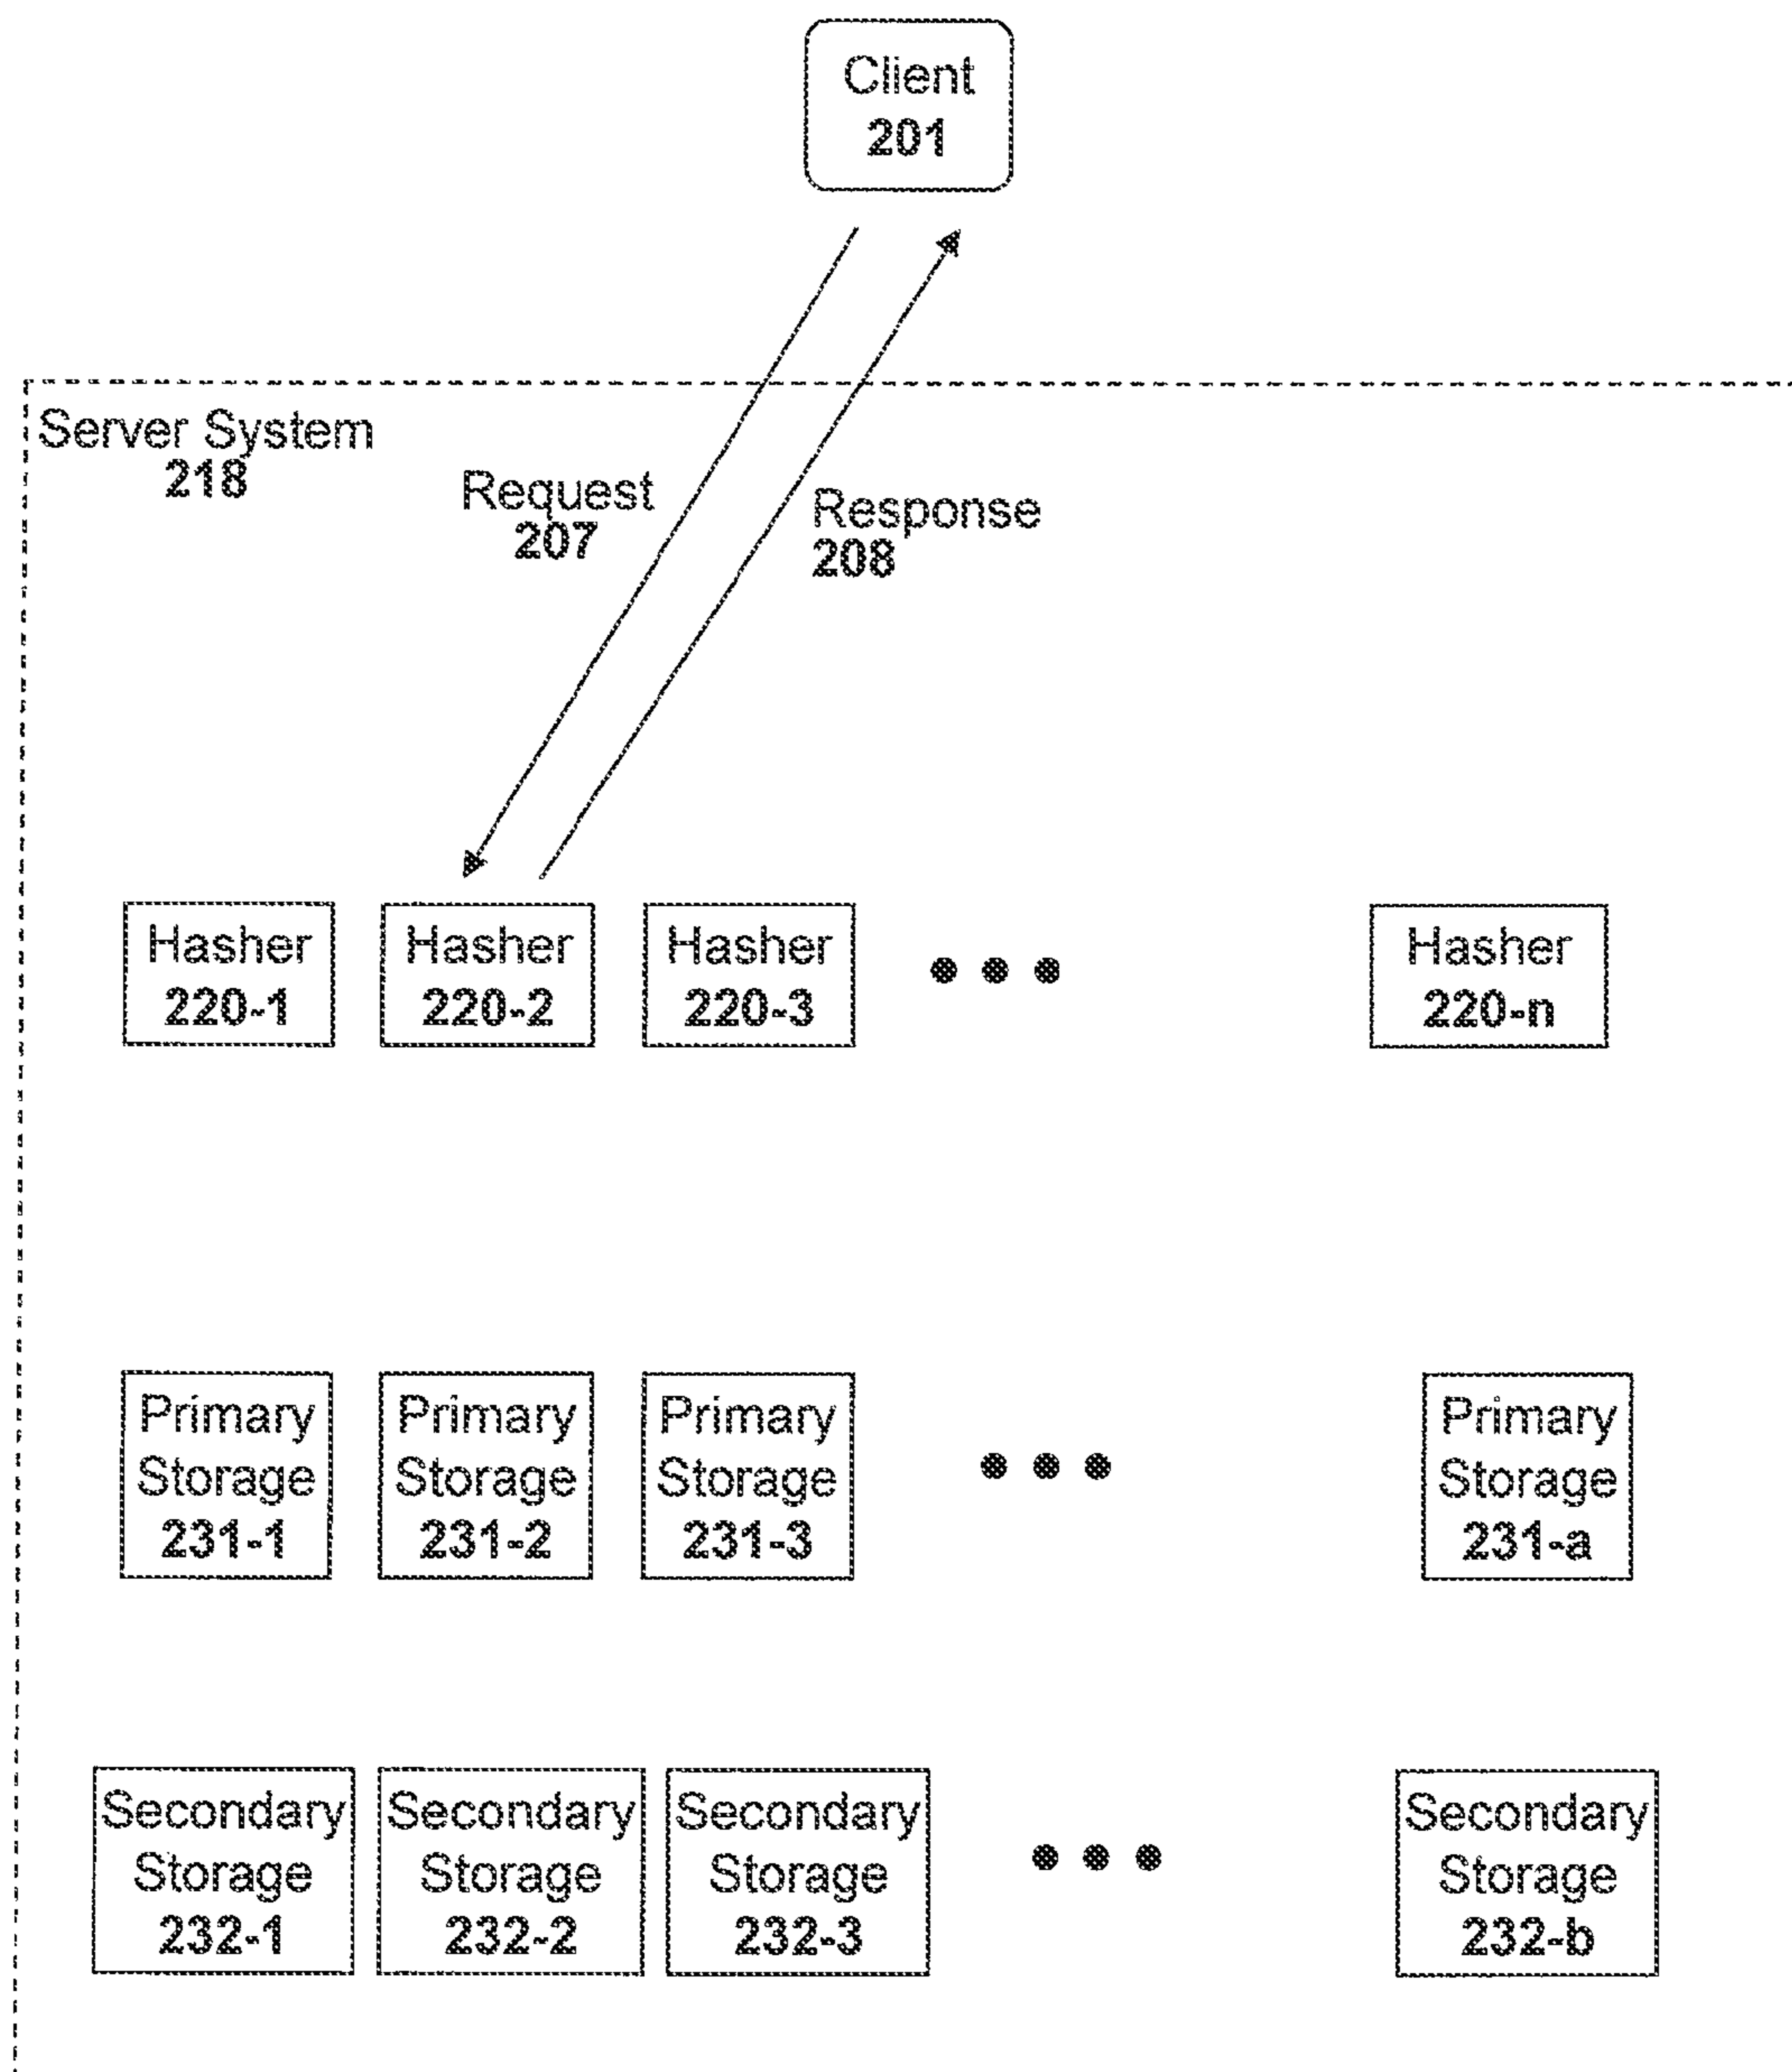 Client
201
Server System
218
Request
207
Response
208
Hasher
220-1
Hasher
220-2
Hasher
220-3
Hasher
220-n
Primary
Storage
231-1
Primary
Storage
231-2
Primary
Storage
231-3
Primary
Storage
231-a
Secondary
Storage
232-1
Secondary
Storage
232-2
Secondary
Storage
232-3
Secondary
Storage
232-b